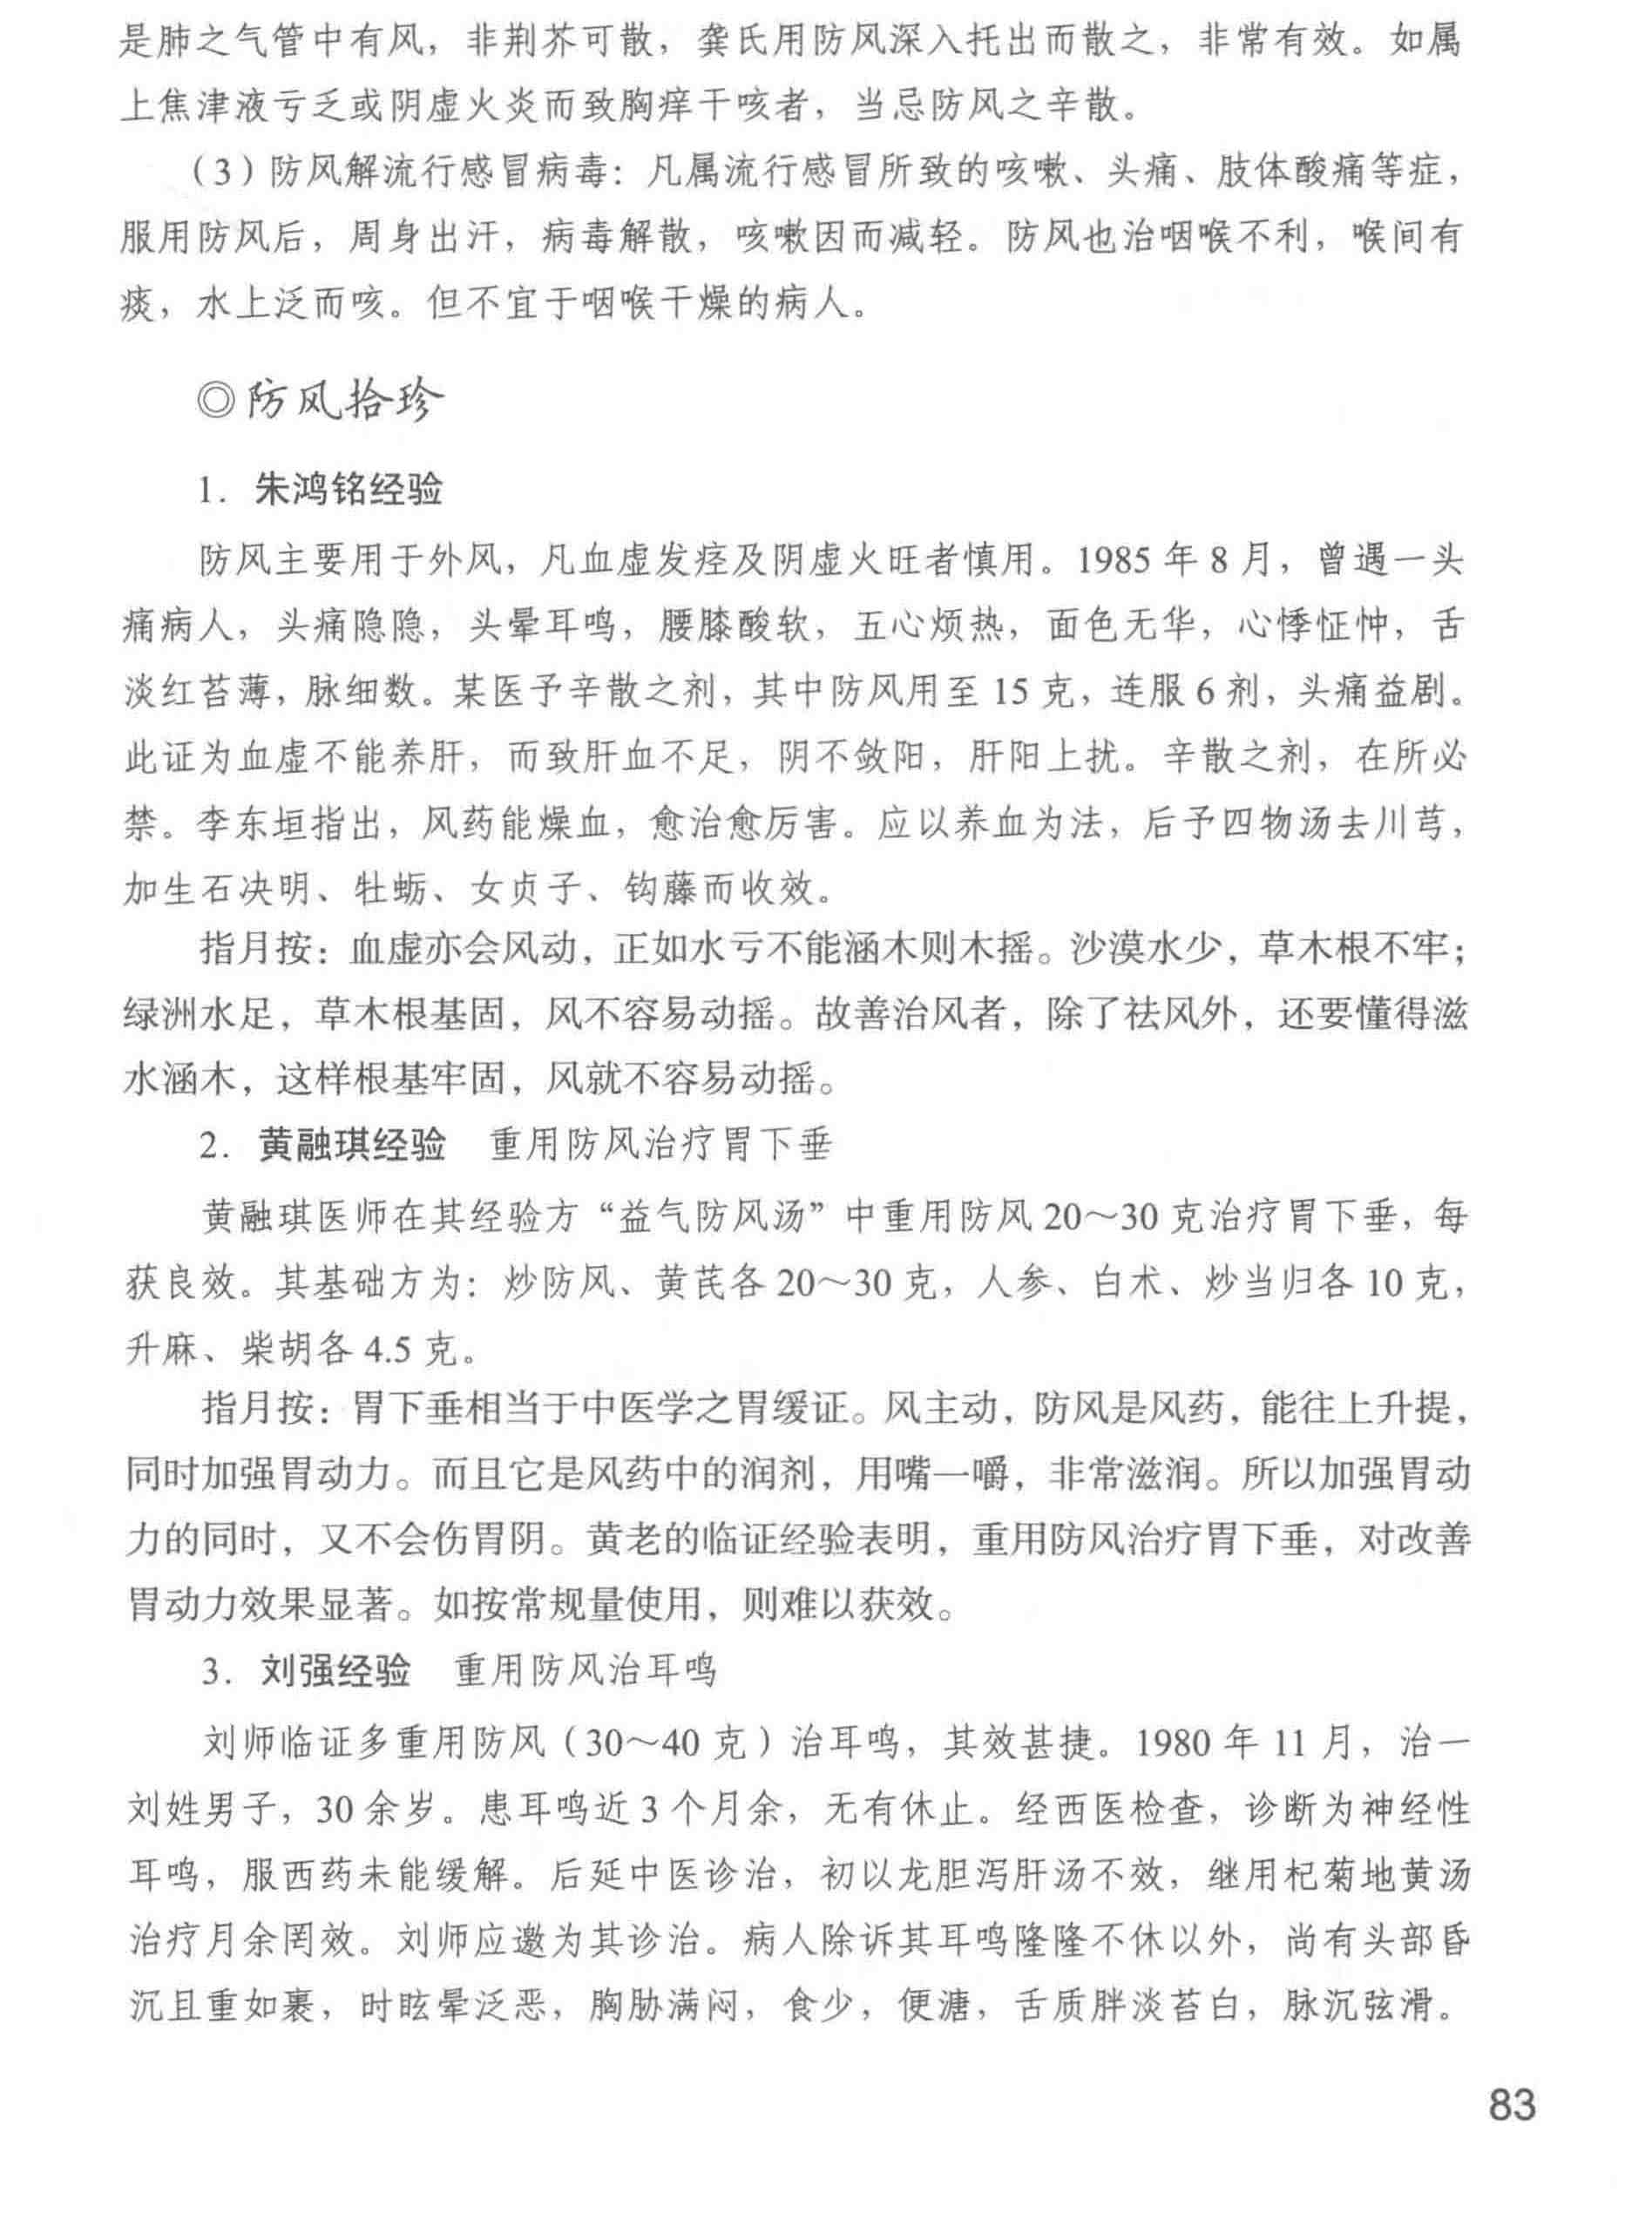 是肺之气管中有风，非荆芥可散，龚氏用防风深入托出而散之，非常有效。如属
上焦津液亏乏或阴虚火炎而致胸痒干咳者，当忌防风之辛散。
（3）防风解流行感冒病毒：凡属流行感冒所致的咳嗽、头痛、肢体酸痛等症，
服用防风后，周身出汗，病毒解散，咳嗽因而减轻。防风也治咽喉不利，喉间有
痰，水上泛而咳。但不宜于咽喉干燥的病人。
◎防风拾珍
1. 朱鸿铭经验
防风主要用于外风，凡血虚发痉及阴虚火旺者慎用。1985 年 8 月，曾遇一头
痛病人，头痛隐隐，头晕耳鸣，腰膝酸软，五心烦热，面色无华，心悸怔忡，舌
淡红苔薄，脉细数。某医予辛散之剂，其中防风用至 15 克，连服 6 剂，头痛益剧。
此证为血虚不能养肝，而致肝血不足，阴不敛阳，肝阳上扰。辛散之剂，在所必
禁。李东垣指出，风药能燥血，愈治愈厉害。应以养血为法，后予四物汤去川芎，
加生石决明、牡蛎、女贞子、钩藤而收效。
指月按：血虚亦会风动，正如水亏不能涵木则木摇。沙漠水少，草木根不牢；
绿洲水足，草木根基固，风不容易动摇。故善治风者，除了祛风外，还要懂得滋
水涵木，这样根基牢固，风就不容易动摇。
2. 黄融琪经验 重用防风治疗胃下垂
黄融琪医师在其经验方“益气防风汤”中重用防风 20～30 克治疗胃下垂，每
获良效。其基础方为：炒防风、黄芪各 20～30 克，人参、白术、炒当归各 10 克，
升麻、柴胡各 4.5 克。
指月按：胃下垂相当于中医学之胃缓证。风主动，防风是风药，能往上升提，
同时加强胃动力。而且它是风药中的润剂，用嘴一嚼，非常滋润。所以加强胃动
力的同时，又不会伤胃阴。黄老的临证经验表明，重用防风治疗胃下垂，对改善
胃动力效果显著。如按常规量使用，则难以获效。
3. 刘强经验 重用防风治耳鸣
刘师临证多重用防风（30～40 克）治耳鸣，其效甚捷。1980 年 11 月，治一
刘姓男子，30 余岁。患耳鸣近 3 个月余，无有休止。经西医检查，诊断为神经性
耳鸣，服西药未能缓解。后延中医诊治，初以龙胆泻肝汤不效，继用杞菊地黄汤
治疗月余罔效。刘师应邀为其诊治。病人除诉其耳鸣隆隆不休以外，尚有头部昏
沉且重如裹，时眩晕泛恶，胸胁满闷，食少，便溏，舌质胖淡苔白，脉沉弦滑。
83